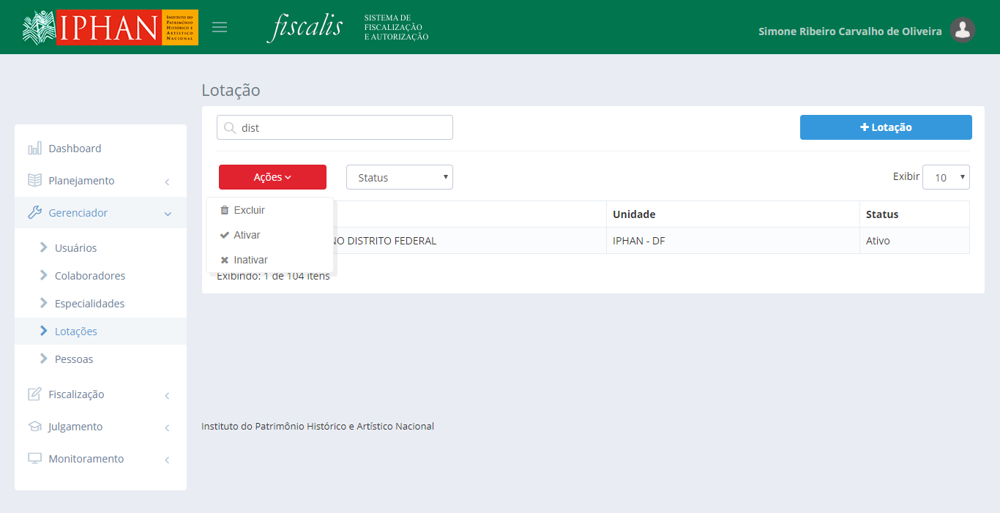 IPHAN
INSTITUTO DO
PATRIMÔNIO
HISTÓRICO E
ARTÍSTICO
NACIONAL
fiscalis
SISTEMA DE
FISCALIZAÇÃO
E AUTORIZAÇÃO
Simone Ribeiro Carvalho de Oliveira
Dashboard
Planejamento
Gerenciador
Usuários
Colaboradores
Especialidades
Lotações
Pessoas
Fiscalização
Julgamento
Monitoramento
Lotação
dist
+ Lotação
Ações
Status
Exibir 10
Excluir
Ativar
Inativar
Unidade Status
NO DISTRITO FEDERAL IPHAN - DF Ativo
Exibindo: 1 de 104 itens
Instituto do Patrimônio Histórico e Artístico Nacional